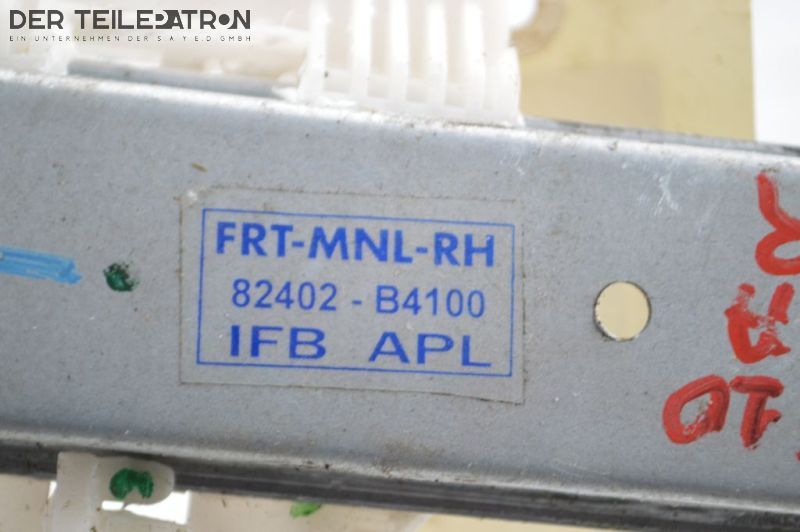 DER TEILEPATRON
EIN UNTERNEHMEN DER S A Y E.D GMBH
FRT-MNL-RH
82402 - B4100
IFB APL